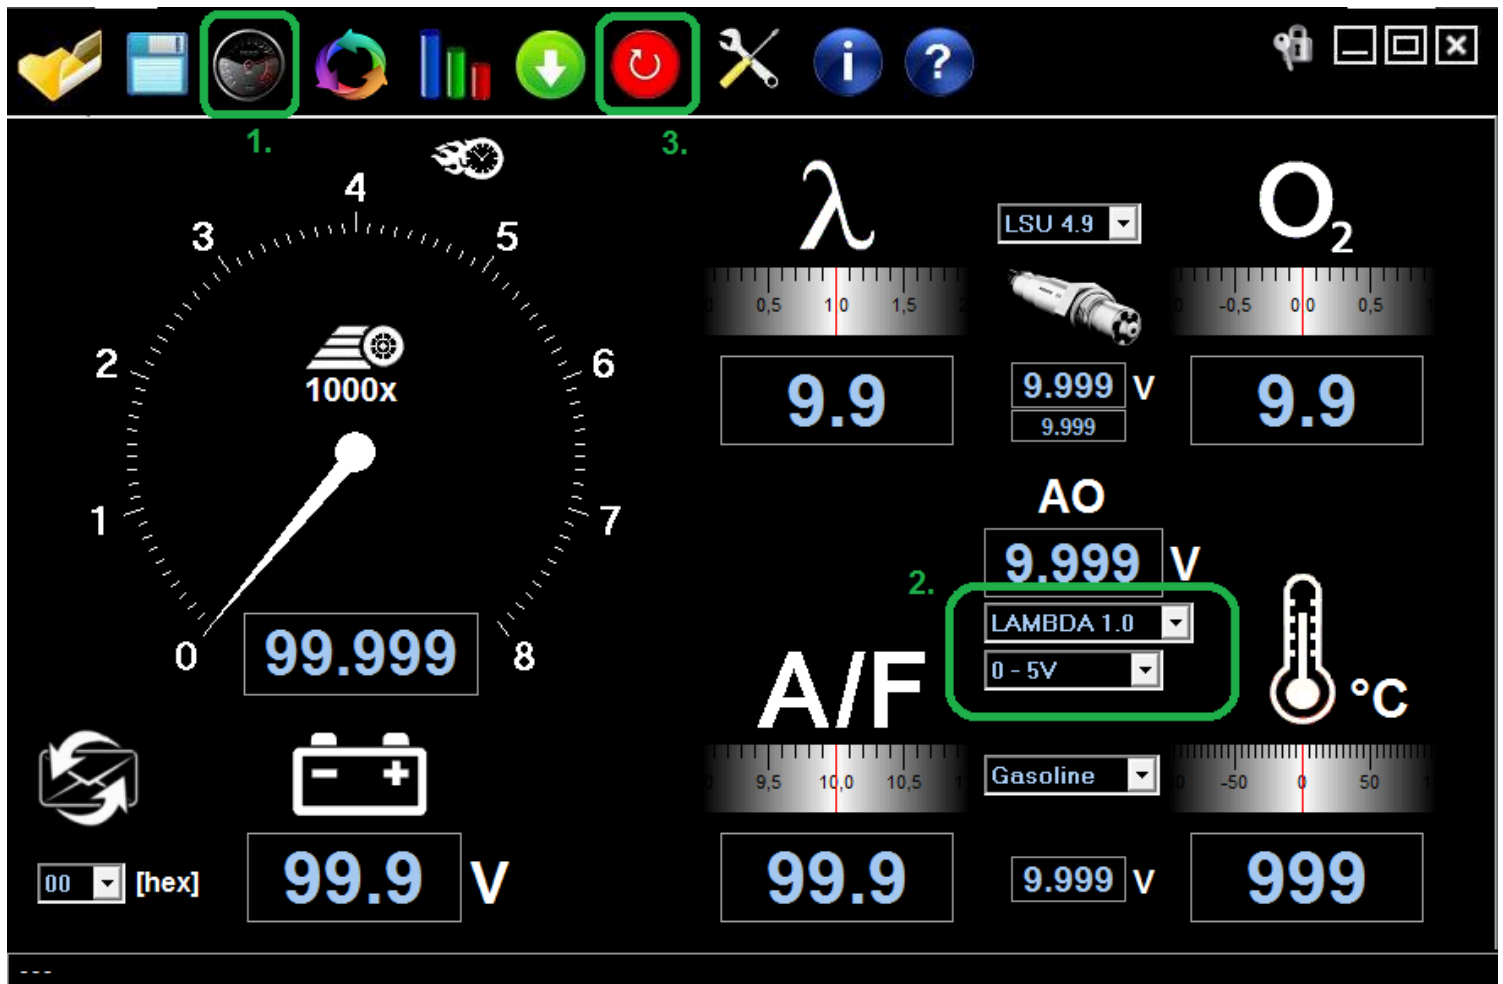 i ?
1. 3.
4
3 5
2 6
1000x
1 7
0 8
99.999
00 [hex]
99.9 V
λ
0,5 1,0 1,5
9.9
LSU 4.9
9.999 V
9.999
O2
-0,5 0,0 0,5
9.9
AO
9.999 V
2.
LAMBDA 1.0
0 - 5V
A/F
9,5 10,0 10,5
99.9
Gasoline
9.999 V
°C
-50 0 50
999
---